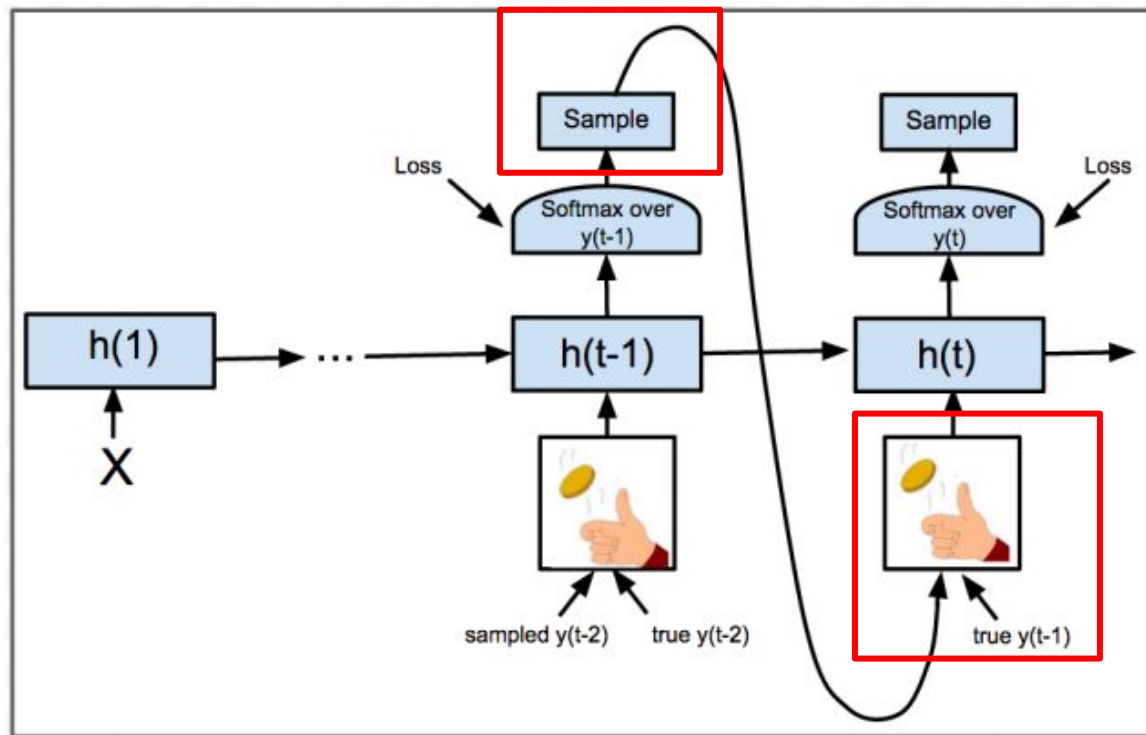 Sample
Sample
Loss
Loss
Softmax over
y(t-1)
Softmax over
y(t)
h(1)
...
h(t-1)
h(t)
X
sampled y(t-2)
true y(t-2)
true y(t-1)